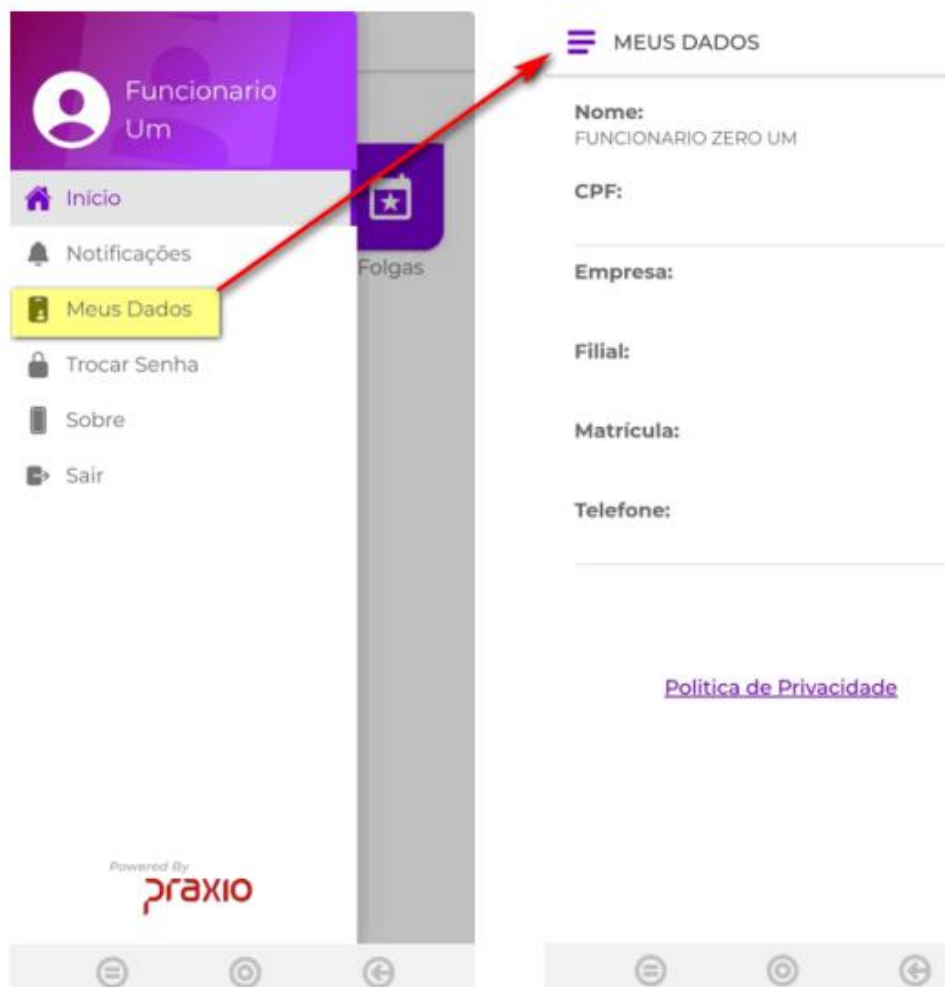 Funcionario
Um
Início
Notificações
Meus Dados
Trocar Senha
Sobre
Sair
Folgas
Powered By
praxio
MEUS DADOS
Nome:
FUNCIONARIO ZERO UM
CPF:
Empresa:
Filial:
Matrícula:
Telefone:
Politica de Privacidade